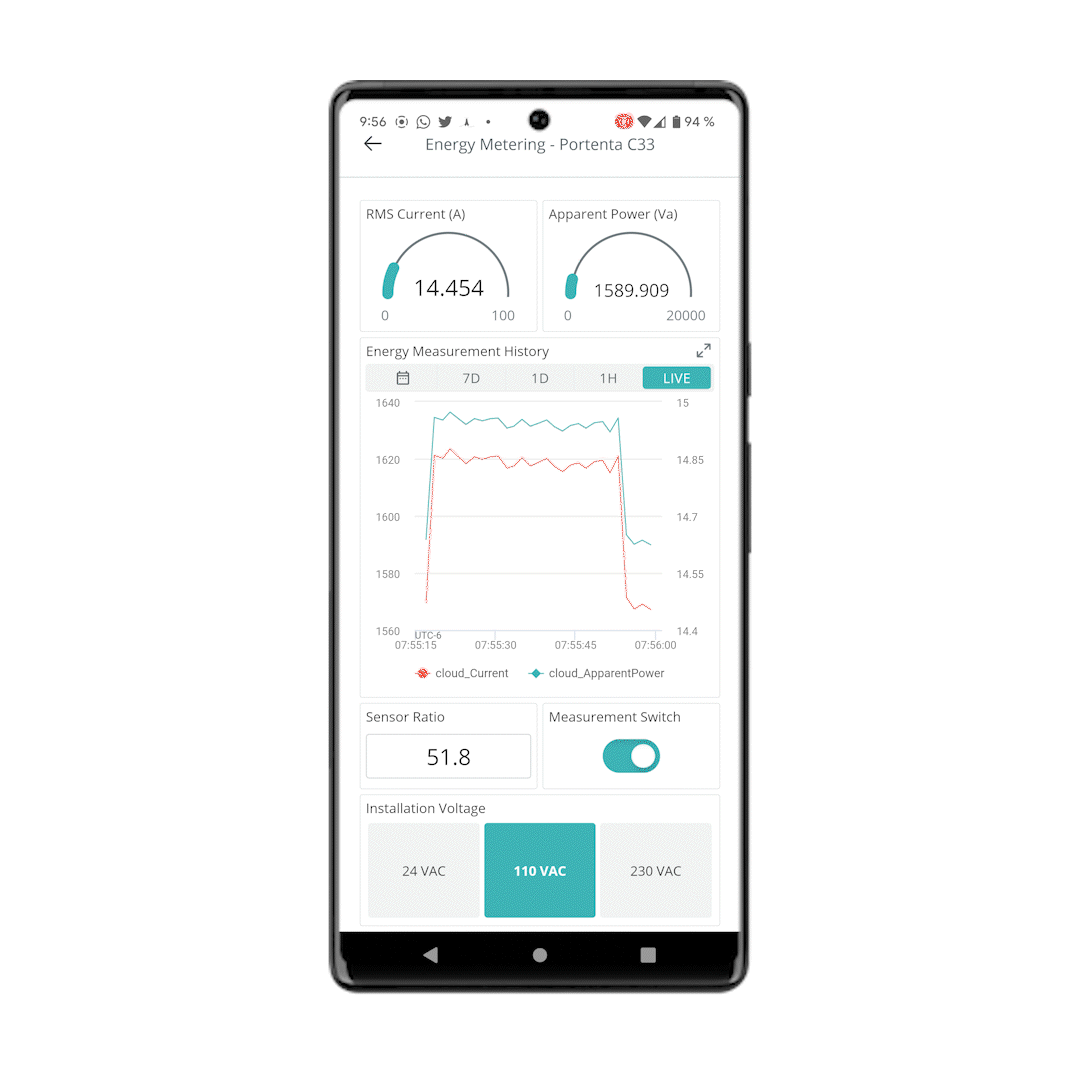 9:56 94 %
Energy Metering - Portenta C33
RMS Current (A)
14.454
0 100
Apparent Power (Va)
1589.909
0 20000
Energy Measurement History
7D 1D 1H LIVE
1640 15
1620 14.85
1600 14.7
1580 14.55
1560 14.4
UTC-6
07:55:15 07:55:30 07:55:45 07:56:00
cloud_Current cloud_ApparentPower
Sensor Ratio
51.8
Measurement Switch
Installation Voltage
24 VAC 110 VAC 230 VAC